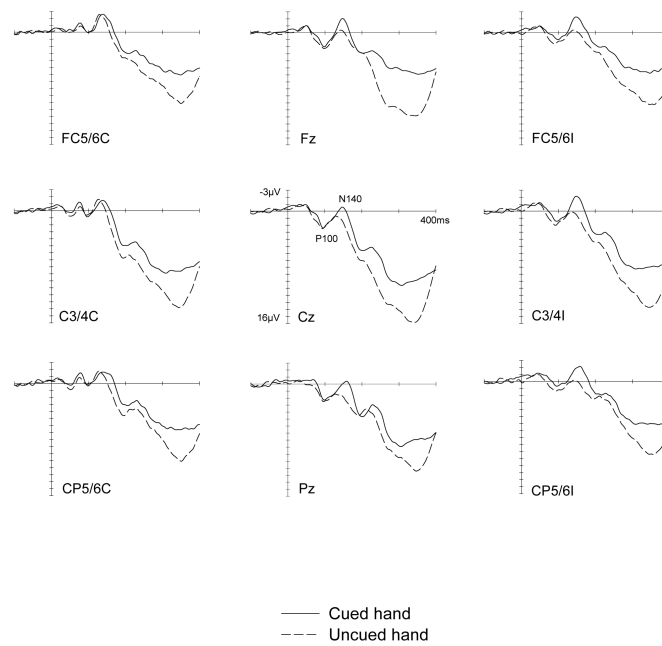 FC5/6C
Fz
FC5/6I
-3µV
N140
400ms
P100
16µV
C3/4C
Cz
C3/4I
CP5/6C
Pz
CP5/6I
Cued hand
Uncued hand